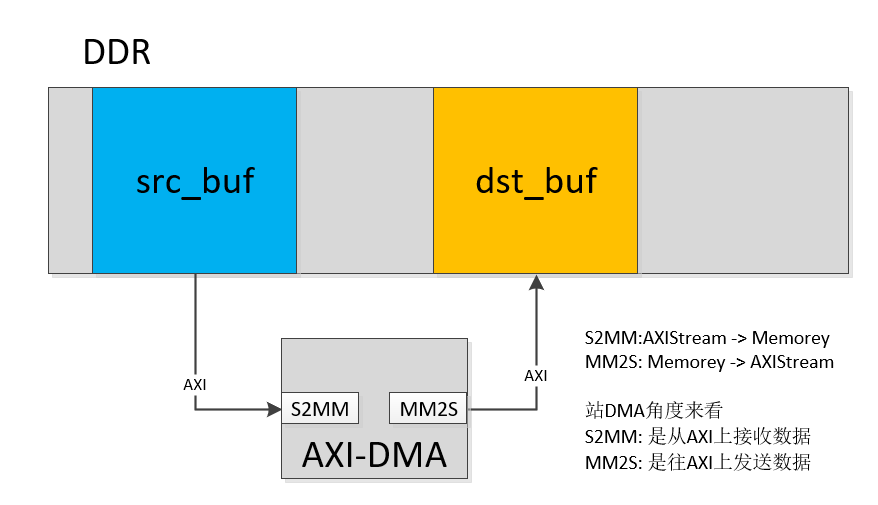 DDR
src_buf
dst_buf
AXI
AXI
S2MM
MM2S
AXI-DMA
S2MM:AXIStream -> Memorey
MM2S: Memorey -> AXIStream
站DMA角度来看
S2MM: 是从AXI上接收数据
MM2S: 是往AXI上发送数据